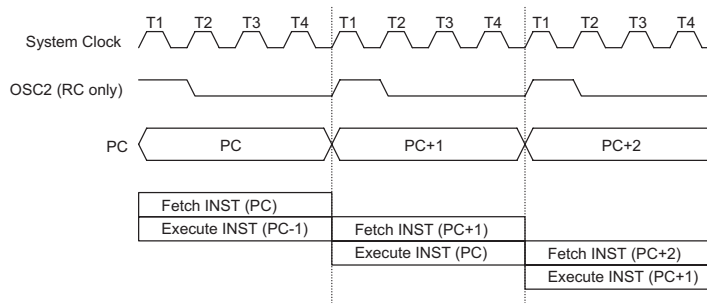 T1 T2 T3 T4 T1 T2 T3 T4 T1 T2 T3 T4
System Clock
OSC2 (RC only)
PC PC PC+1 PC+2
Fetch INST (PC)
Execute INST (PC-1) Fetch INST (PC+1)
Execute INST (PC) Fetch INST (PC+2)
Execute INST (PC+1)